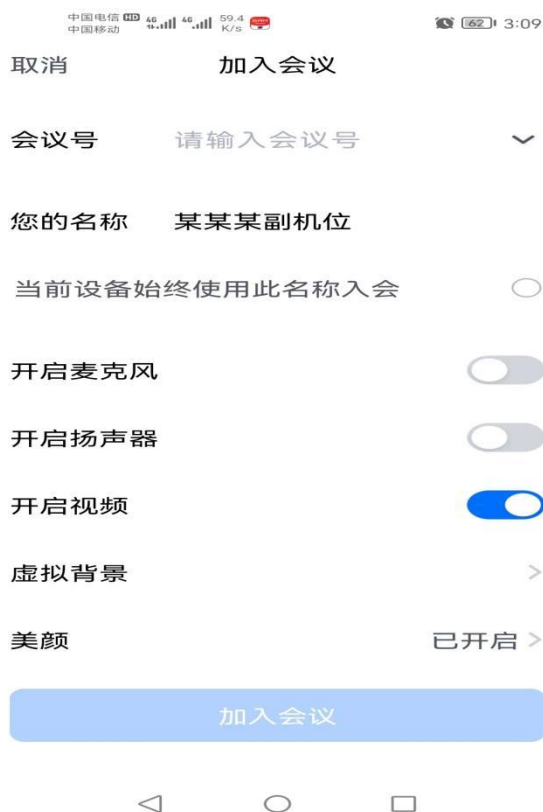 中国电信 HD 4G 4G 59.4 K/s 62 3:09
中国移动
取消 加入会议
会议号 请输入会议号
您的名称 某某某副机位
当前设备始终使用此名称入会
开启麦克风
开启扬声器
开启视频
虚拟背景
美颜 已开启
加入会议